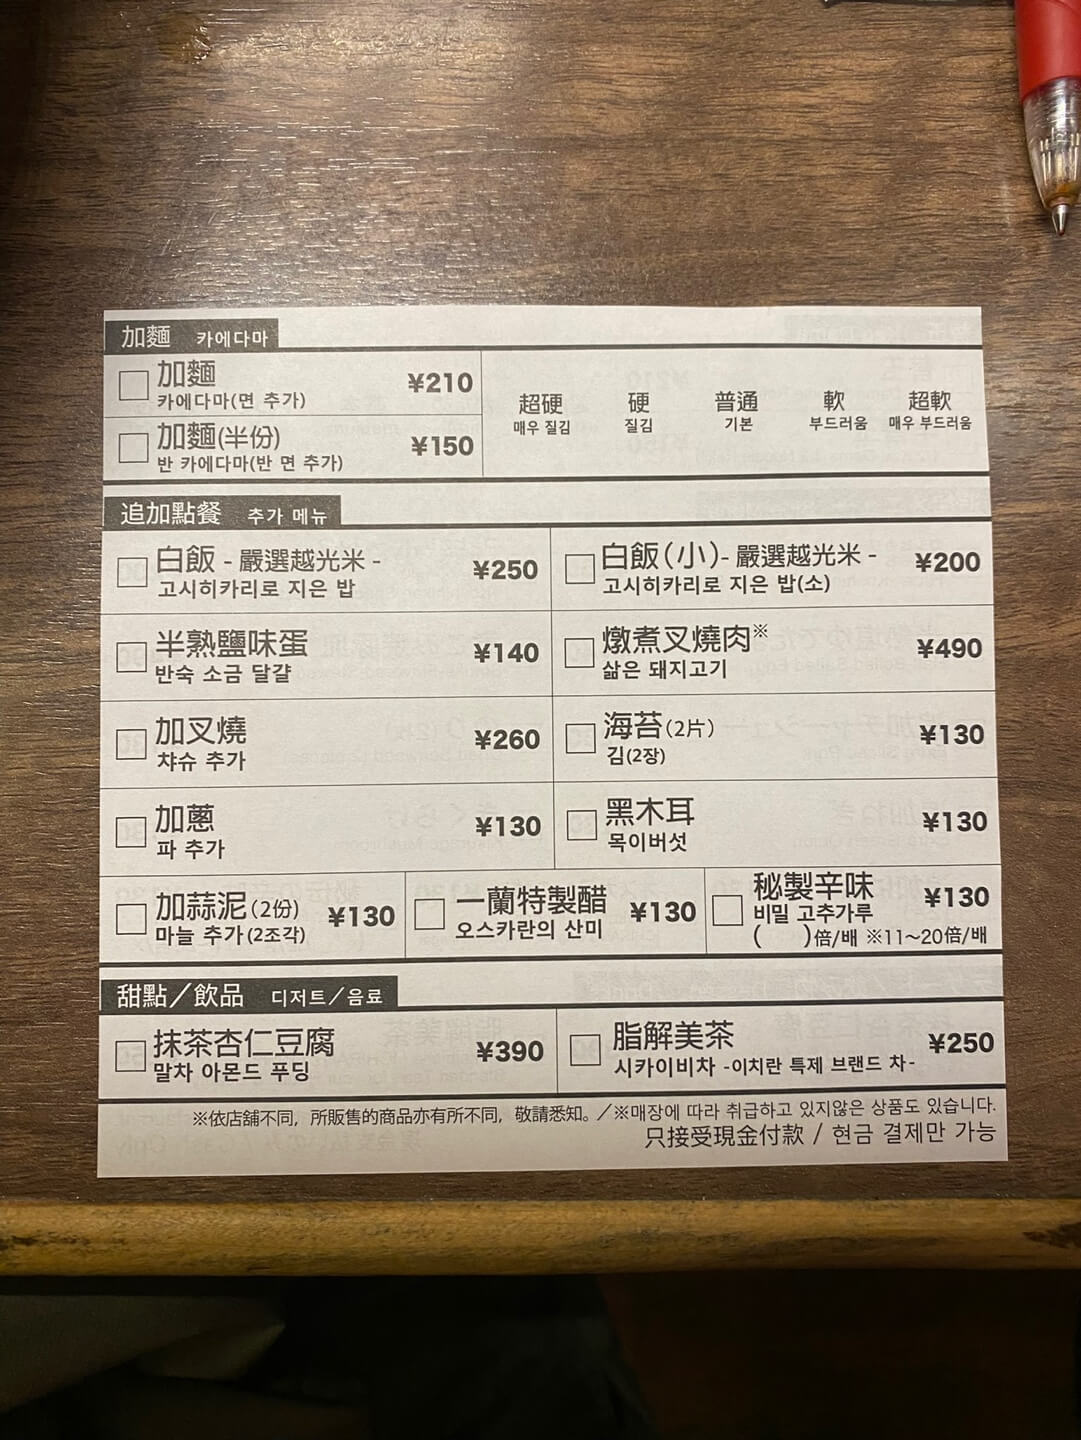 加麵 카에다마
加麵 ¥210
카에다마(면 추가)
加麵(半份) ¥150
반 카에다마(반 면 추가)
超硬 硬 普通 軟 超軟
매우 질김 질김 기본 부드러움 매우 부드러움
追加點餐 추가 메뉴
白飯 - 嚴選越光米 - ¥250
고시히카리로 지은 밥
白飯(小)- 嚴選越光米 - ¥200
고시히카리로 지은 밥(소)
半熟鹽味蛋 ¥140
반숙 소금 달걀
燉煮叉燒肉※ ¥490
삶은 돼지고기
加叉燒 ¥260
챠슈 추가
海苔(2片) ¥130
김(2장)
加蔥 ¥130
파 추가
黑木耳 ¥130
목이버섯
加蒜泥(2份) ¥130
마늘 추가(2조각)
一蘭特製醋 ¥130
오스카란의 산미
秘製辛味 ¥130
비밀 고추가루
( )倍/배 ※11～20倍/배
甜點／飲品 디저트／음료
抹茶杏仁豆腐 ¥390
말차 아몬드 푸딩
脂解美茶 ¥250
시카이비차 -이치란 특제 브랜드 차-
※依店舖不同，所販售的商品亦有所不同，敬請悉知。／※매장에 따라 취급하고 있지않은 상품도 있습니다.
只接受現金付款 / 현금 결제만 가능